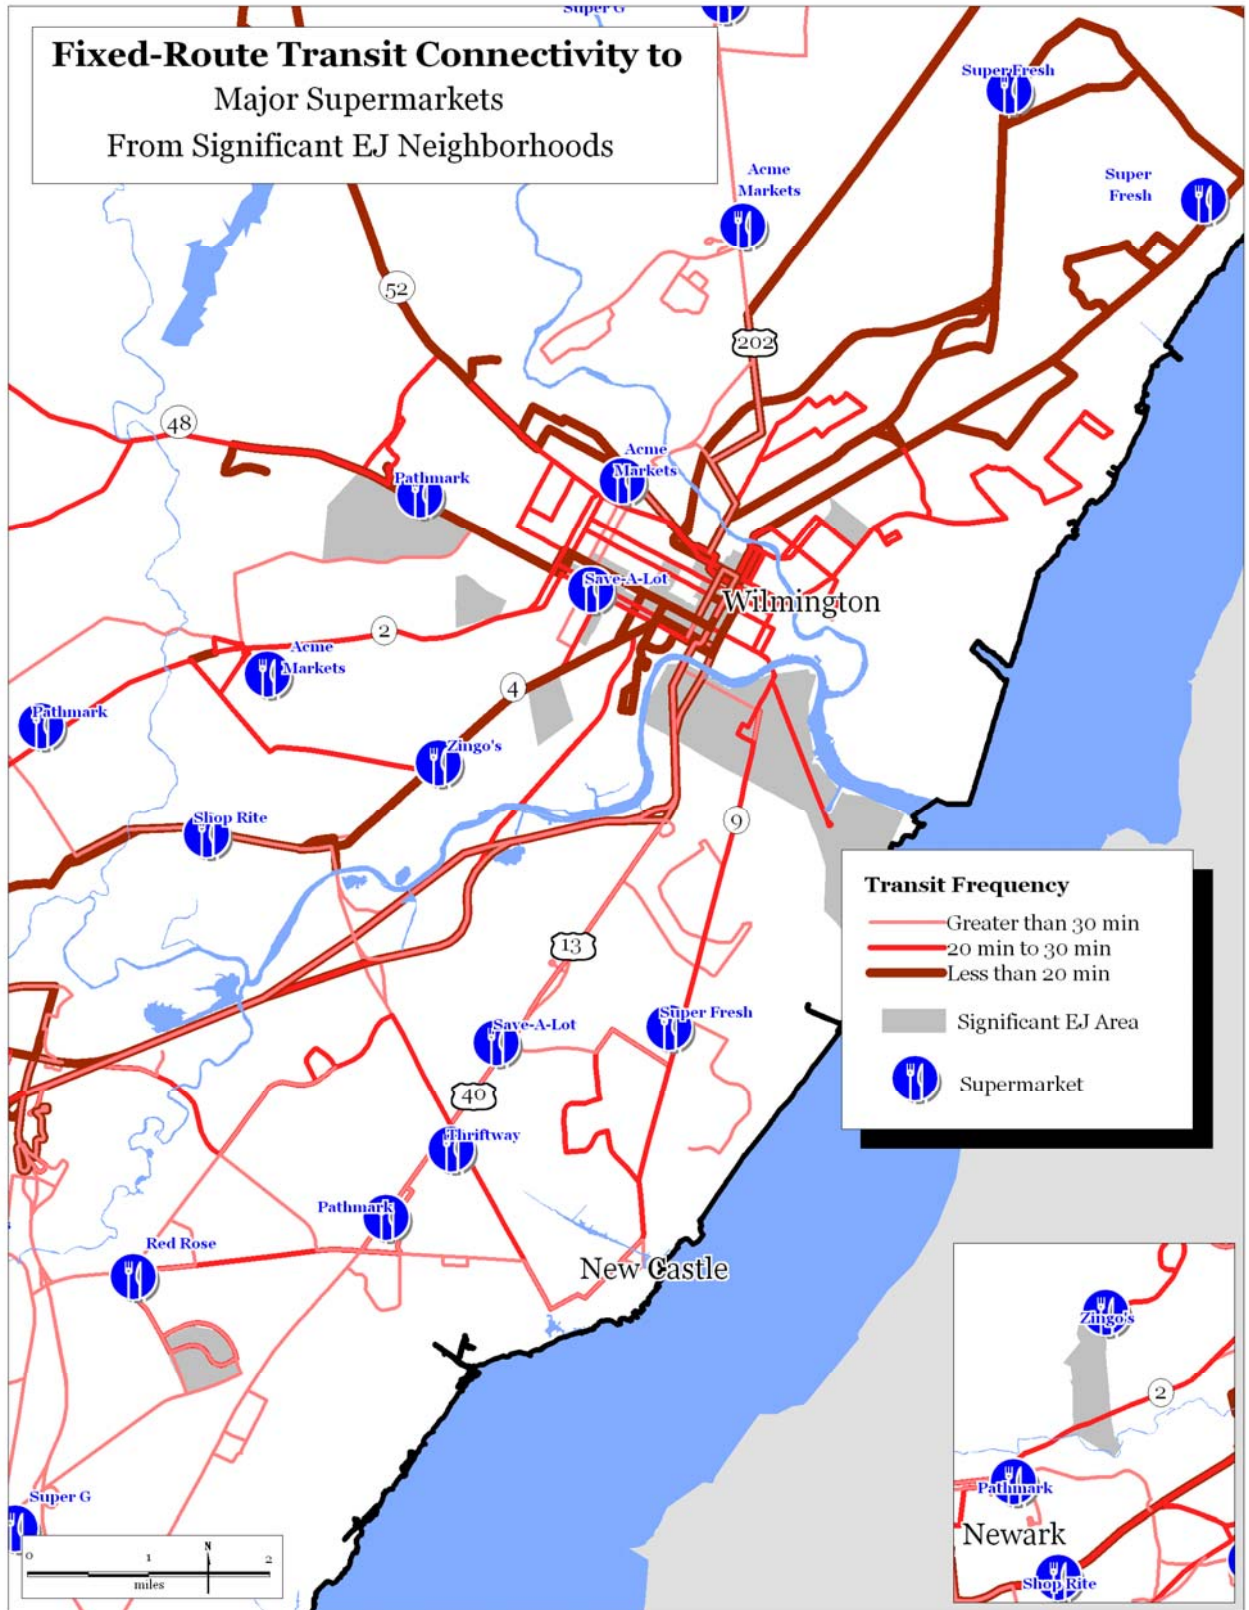 Super G
Fixed-Route Transit Connectivity to
Major Supermarkets
From Significant EJ Neighborhoods
Super Fresh
Acme
Markets
Super
Fresh
52
202
48
Acme
Markets
Pathmark
Save-A-Lot
Wilmington
2
Acme
Markets
4
Pathmark
Zingo's
Shop Rite
9
Transit Frequency
Greater than 30 min
20 min to 30 min
Less than 20 min
Significant EJ Area
Supermarket
13
Save-A-Lot
Super Fresh
40
Thriftway
Pathmark
Red Rose
New Castle
Zingo's
2
Pathmark
Newark
Shop Rite
Super G
0 1 N 2
miles